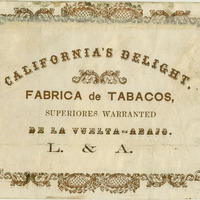 CALIFORNIA'S DELIGHT.
FABRICA de TABACOS,
SUPERIORES WARRANTED
DE LA VUELTA=ABAJO.
L. & A.